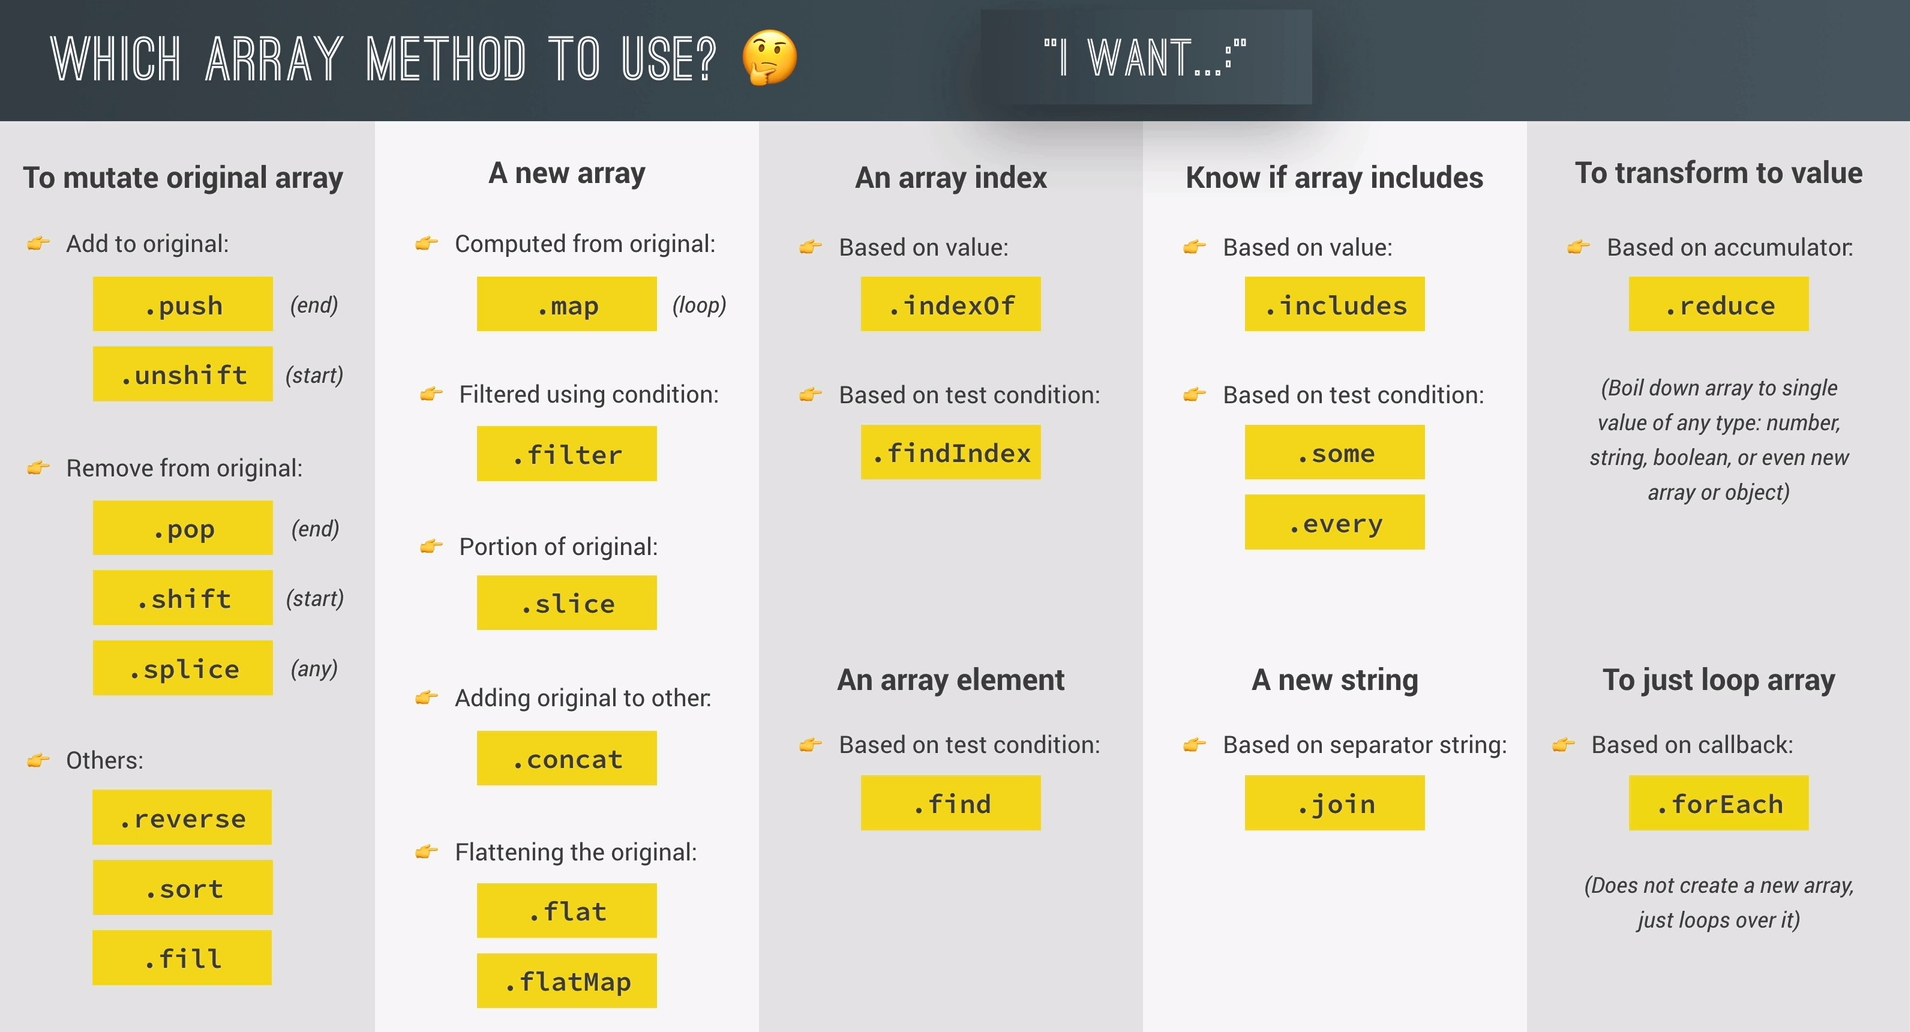 WHICH ARRAY METHOD TO USE? 🤔
"I WANT...:"
To mutate original array
👉 Add to original:
.push (end)
.unshift (start)
👉 Remove from original:
.pop (end)
.shift (start)
.splice (any)
👉 Others:
.reverse
.sort
.fill
A new array
👉 Computed from original:
.map (loop)
👉 Filtered using condition:
.filter
👉 Portion of original:
.slice
👉 Adding original to other:
.concat
👉 Flattening the original:
.flat
.flatMap
An array index
👉 Based on value:
.indexOf
👉 Based on test condition:
.findIndex
An array element
👉 Based on test condition:
.find
Know if array includes
👉 Based on value:
.includes
👉 Based on test condition:
.some
.every
A new string
👉 Based on separator string:
.join
To transform to value
👉 Based on accumulator:
.reduce
(Boil down array to single
value of any type: number,
string, boolean, or even new
array or object)
To just loop array
👉 Based on callback:
.forEach
(Does not create a new array,
just loops over it)